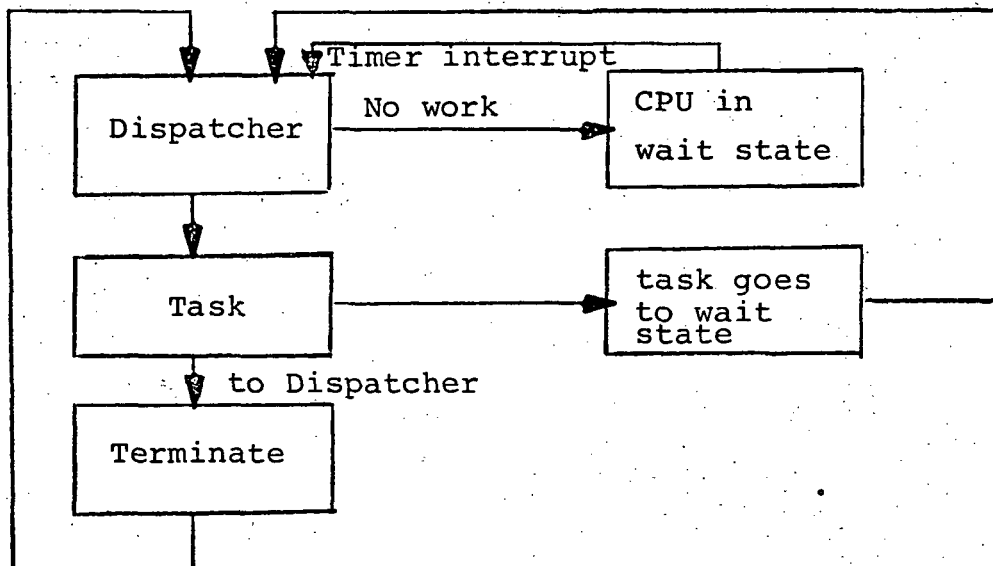 Timer interrupt
Dispatcher
No work
CPU in
wait state
Task
task goes
to wait
state
to Dispatcher
Terminate